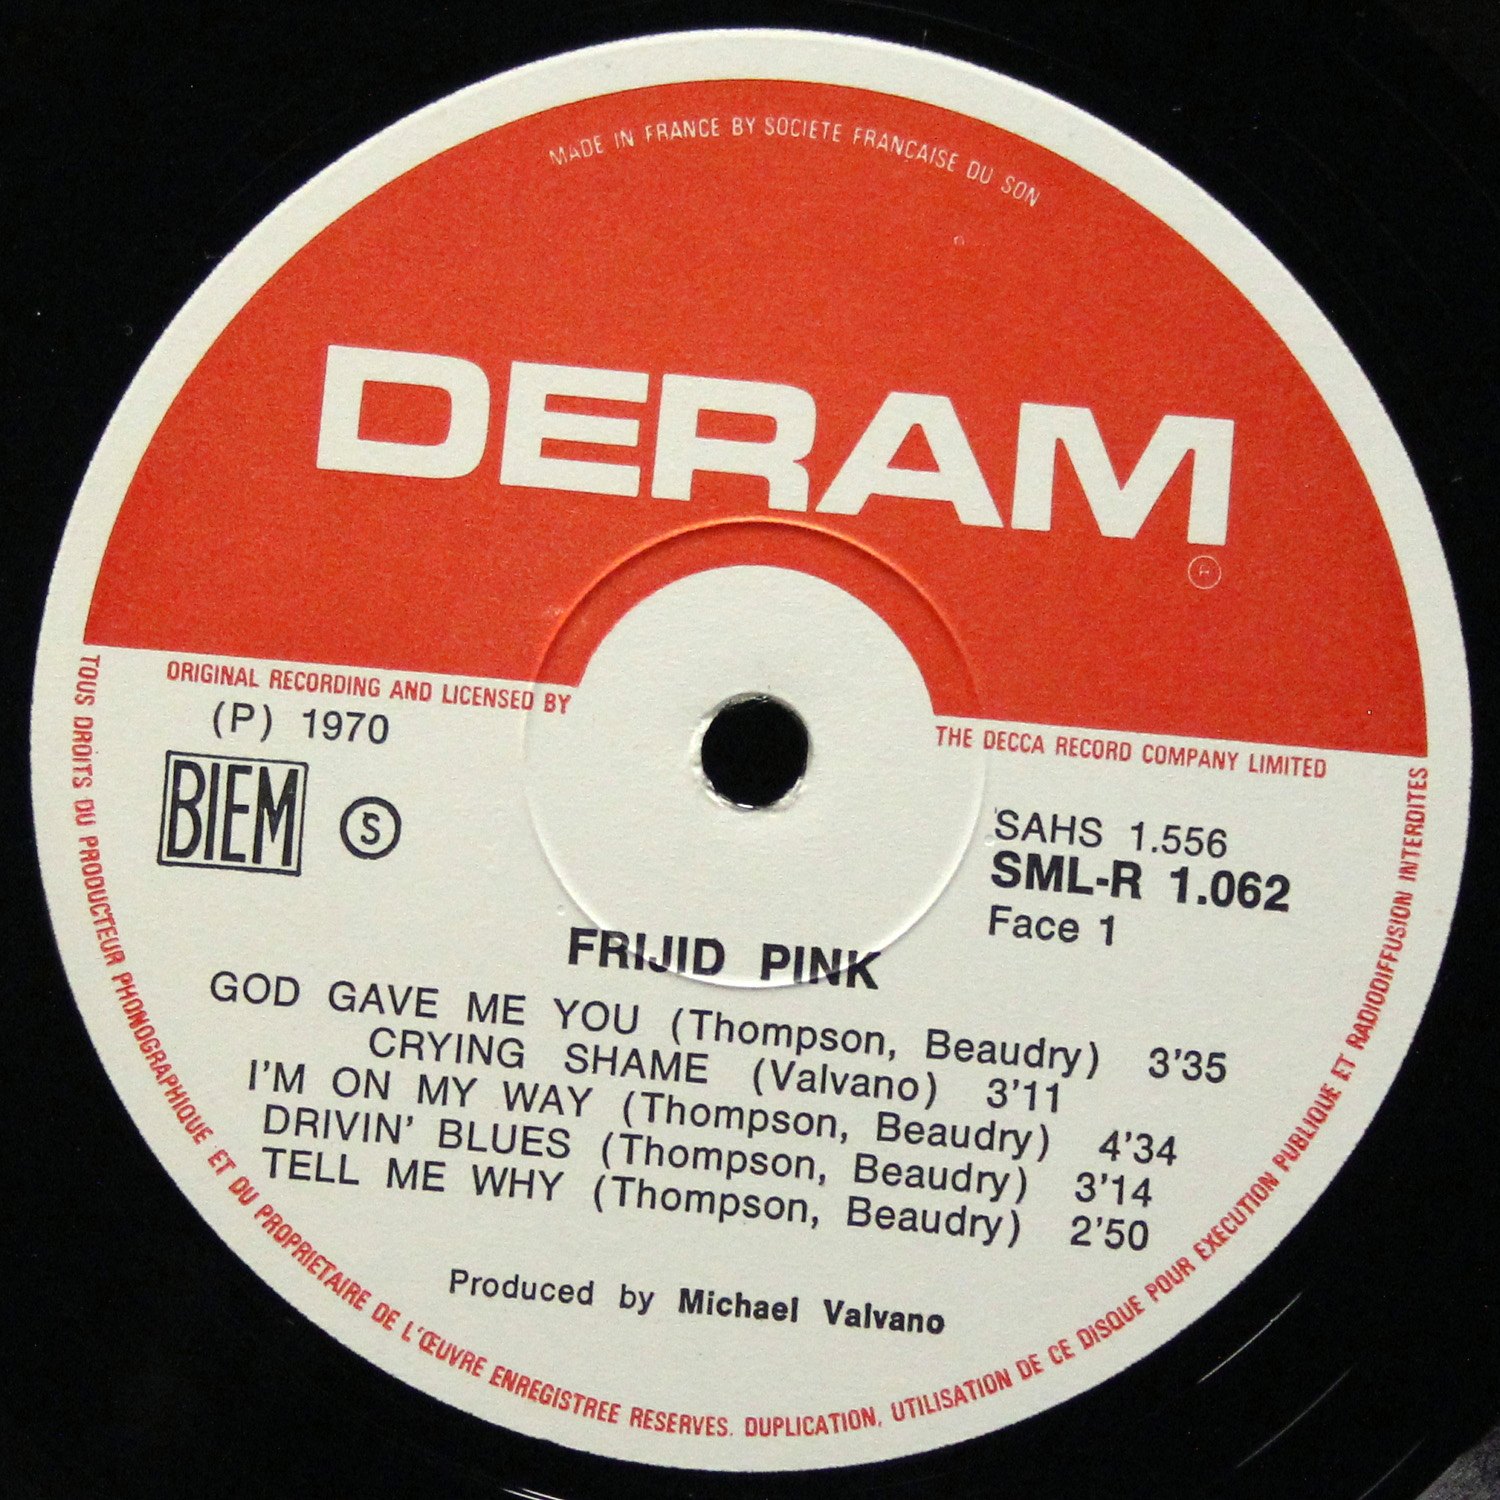 MADE IN FRANCE BY SOCIETE FRANÇAISE DU SON
DERAM
®
ORIGINAL RECORDING AND LICENSED BY
THE DECCA RECORD COMPANY LIMITED
(P) 1970
BIEM
S
SAHS 1.556
SML-R 1.062
Face 1
FRIJID PINK
GOD GAVE ME YOU (Thompson, Beaudry) 3'35
CRYING SHAME (Valvano) 3'11
I'M ON MY WAY (Thompson, Beaudry) 4'34
DRIVIN' BLUES (Thompson, Beaudry) 3'14
TELL ME WHY (Thompson, Beaudry) 2'50
Produced by Michael Valvano
TOUS DROITS DU PRODUCTEUR PHONOGRAPHIQUE ET DU PROPRIETAIRE DE L'ŒUVRE ENREGISTREE RESERVES. DUPLICATION, UTILISATION DE CE DISQUE POUR EXECUTION PUBLIQUE ET RADIODIFFUSION INTERDITES